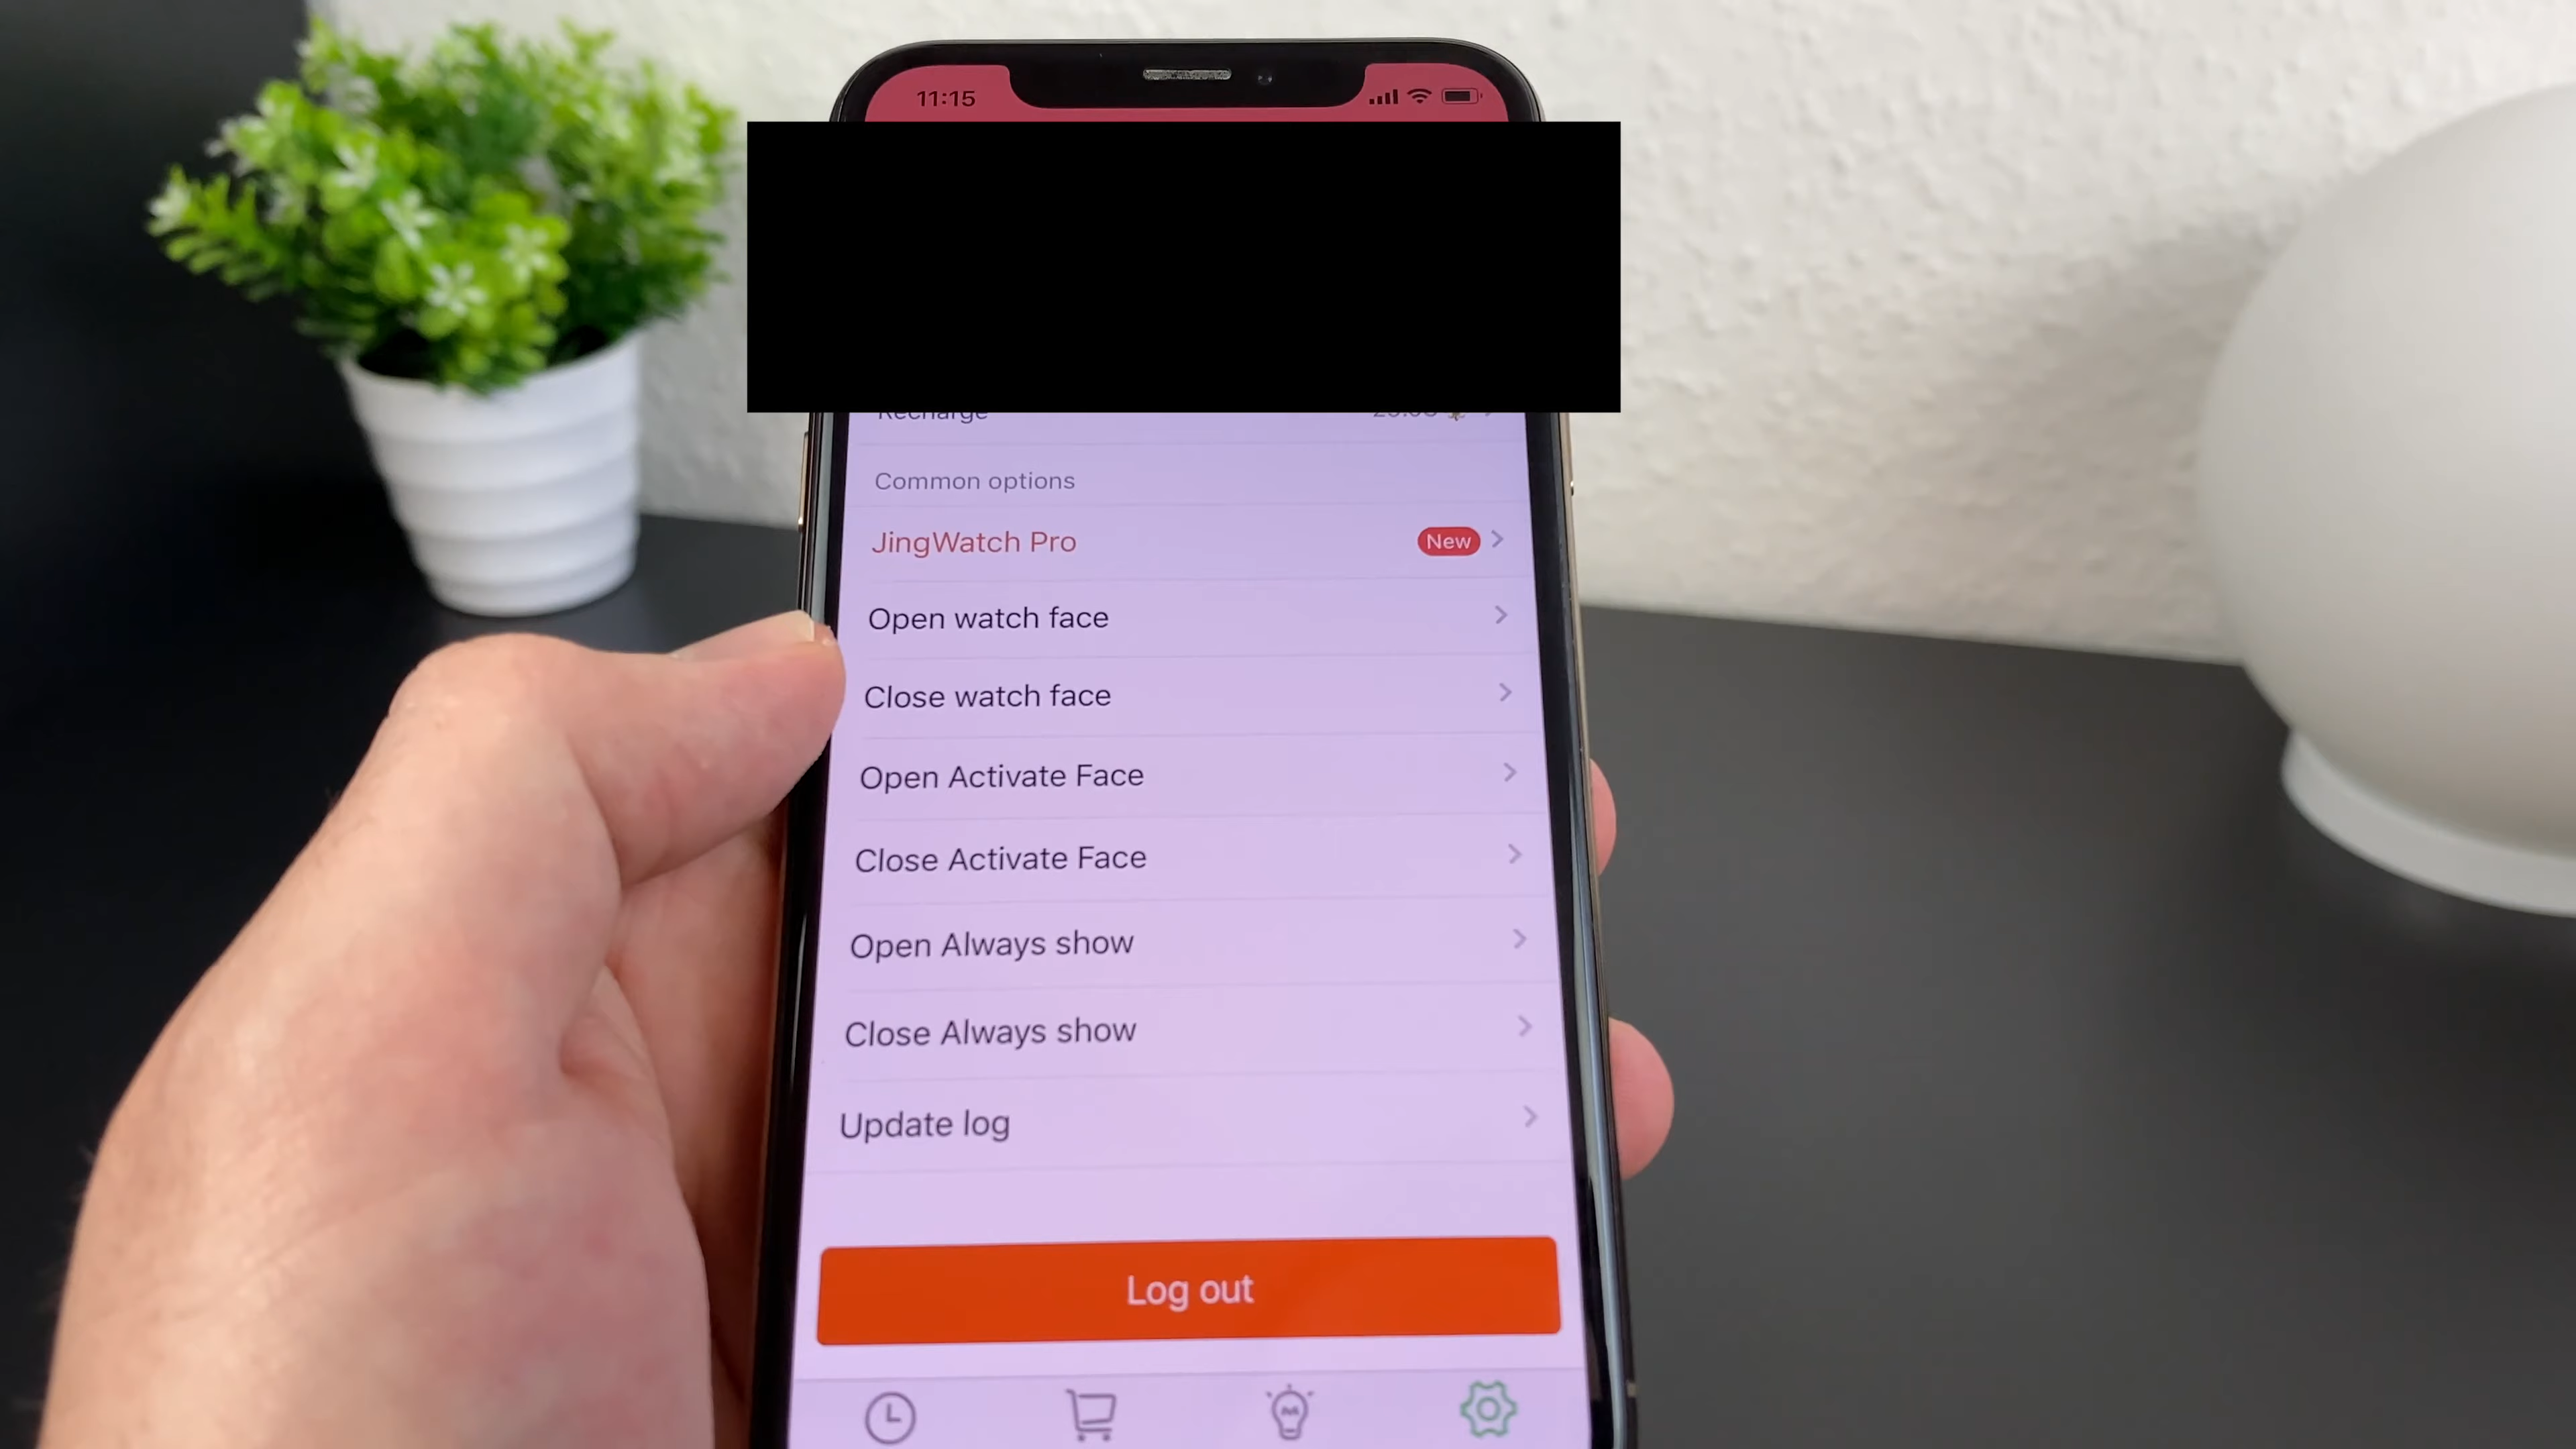 11:15
Recharge
Common options
JingWatch Pro New
Open watch face
Close watch face
Open Activate Face
Close Activate Face
Open Always show
Close Always show
Update log
Log out